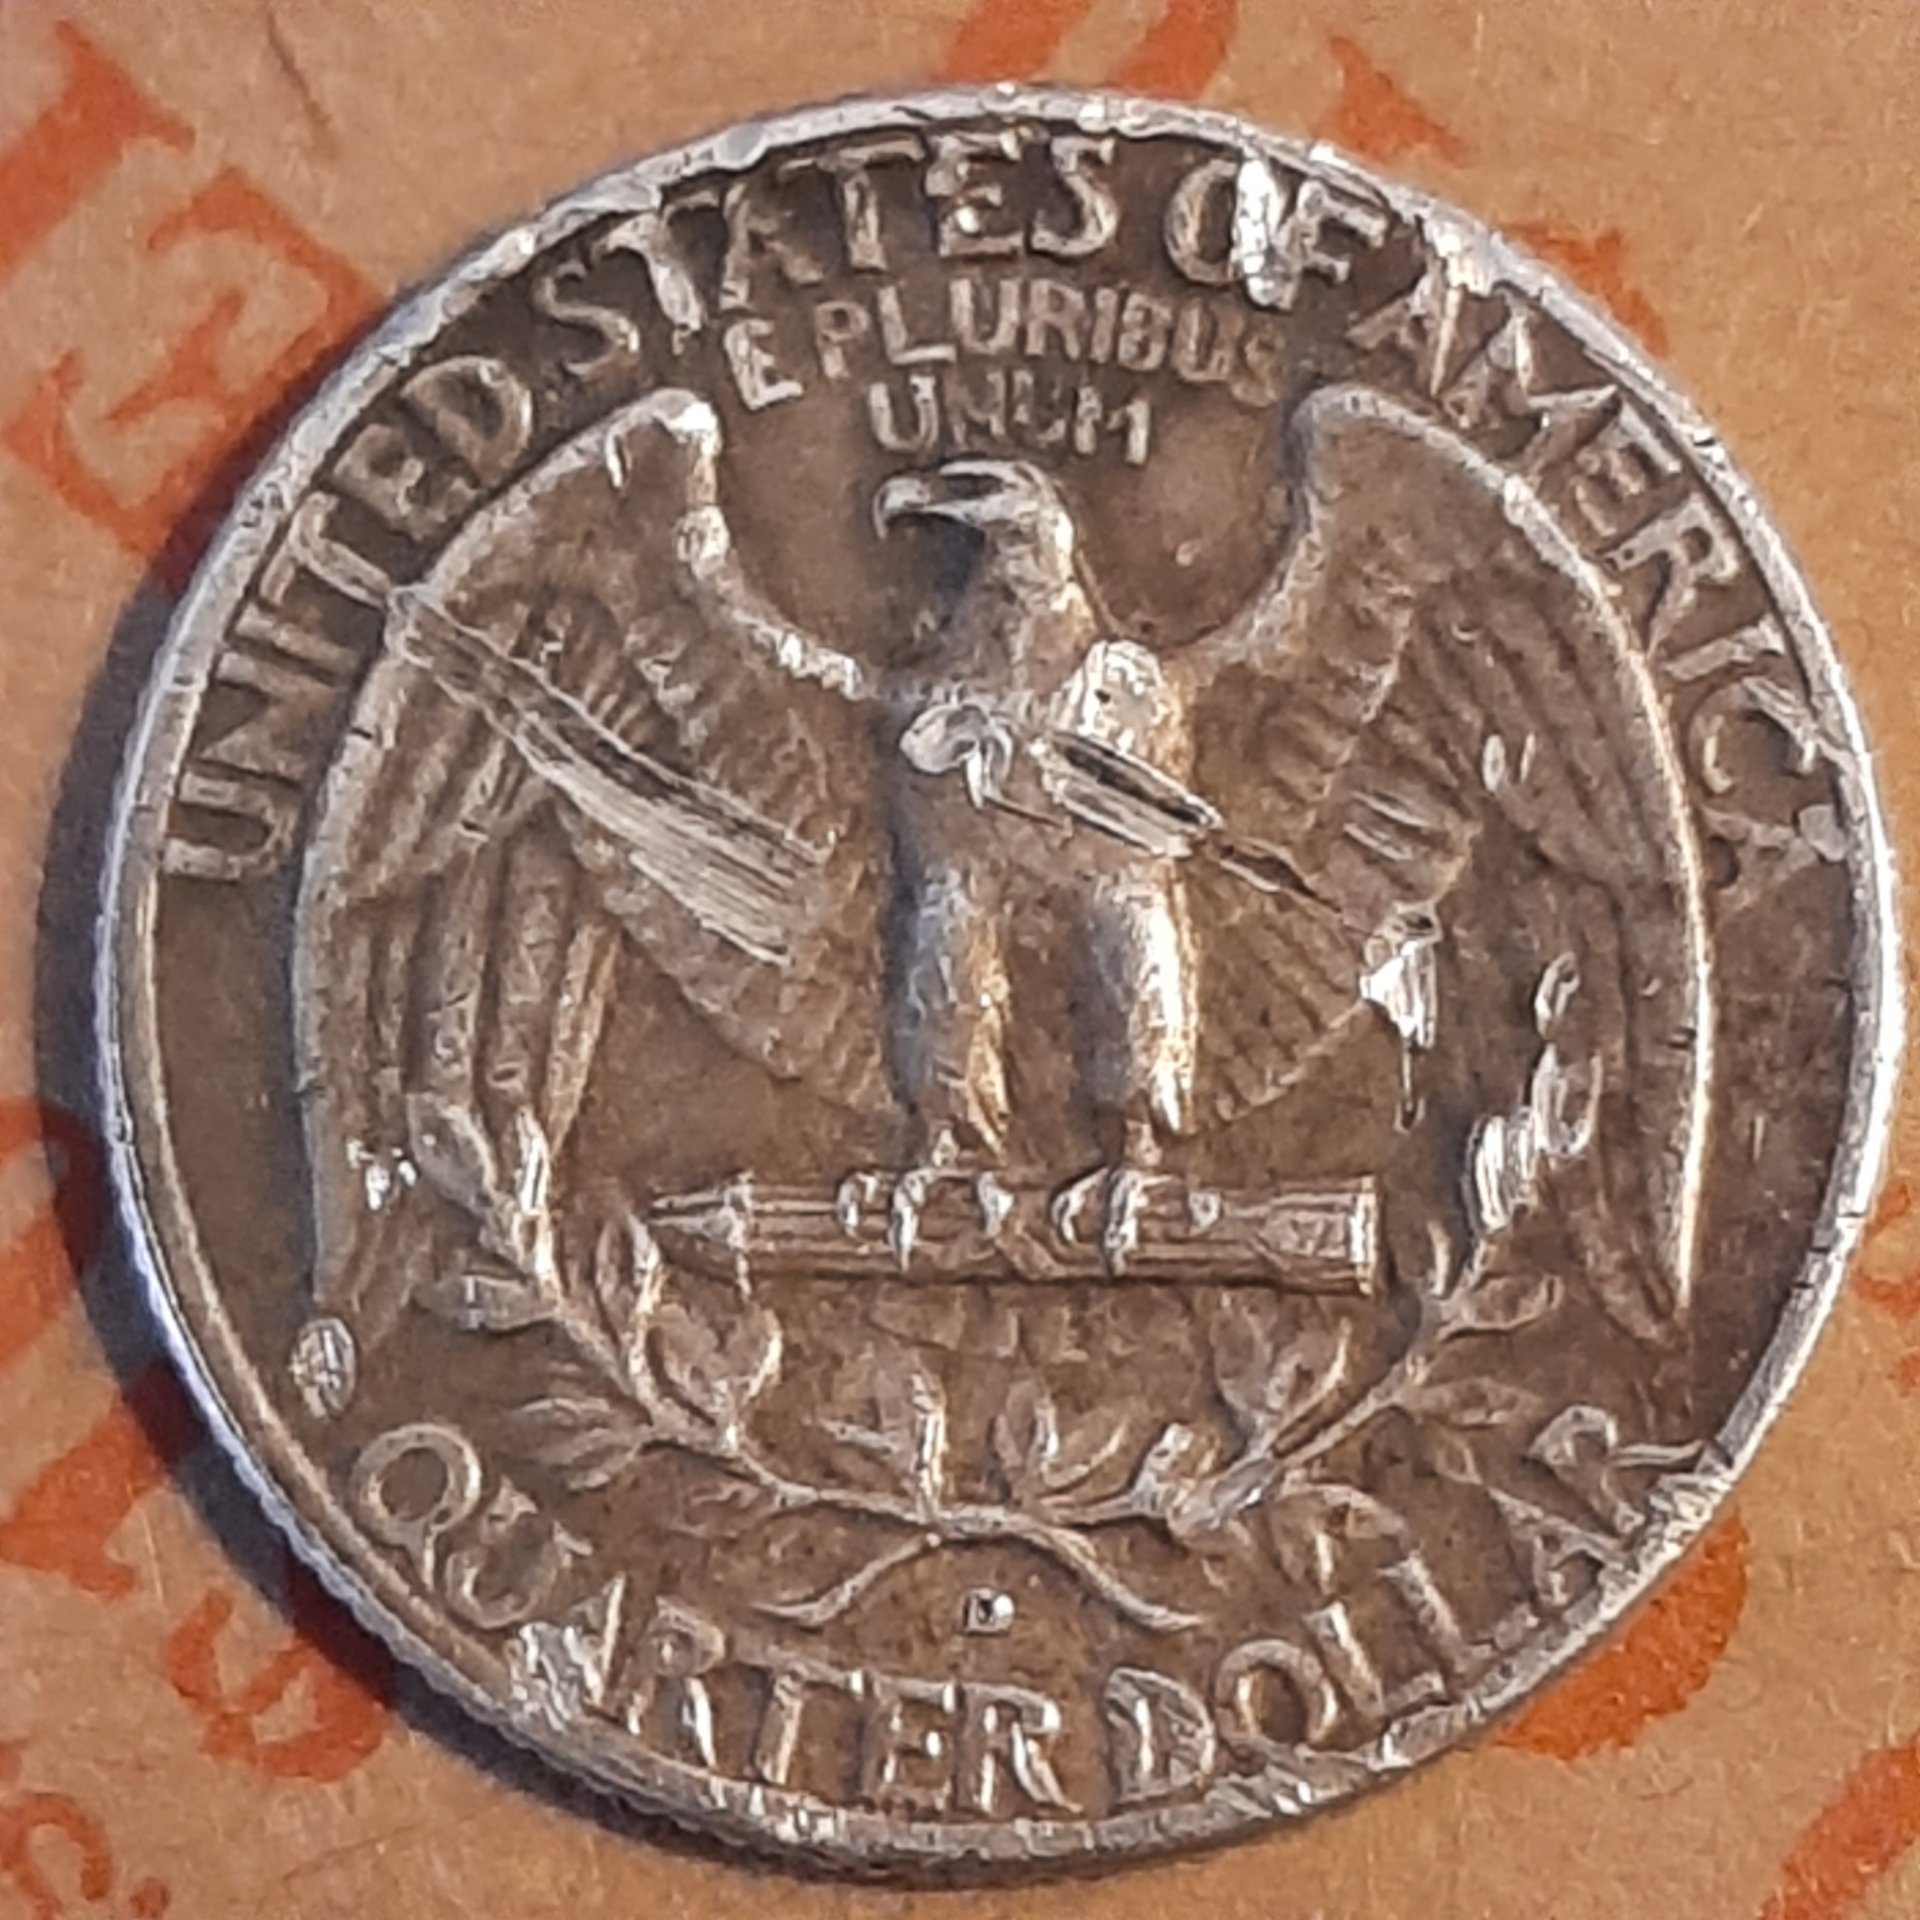 UNITED STATES OF AMERICA
E PLURIBUS
UNUM
D
QUARTER DOLLAR